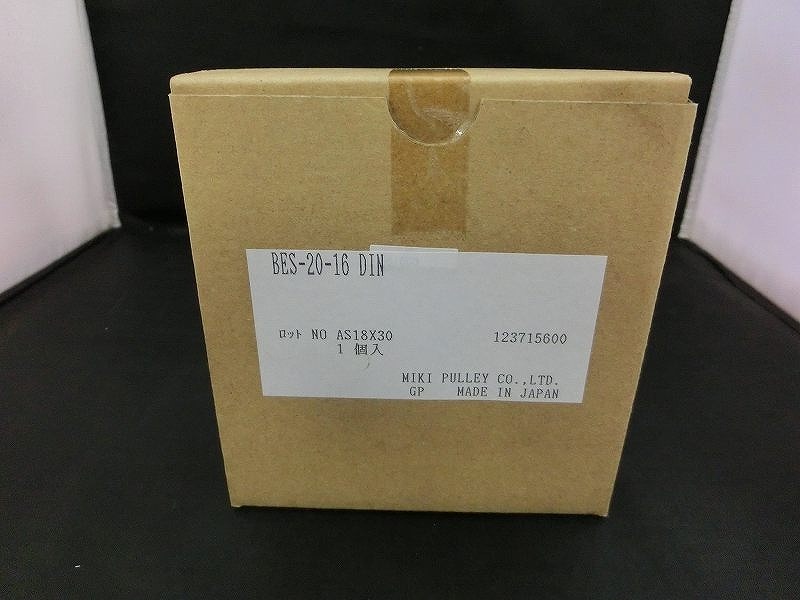 BES-20-16 DIN
ﾛｯﾄ NO AS18X30 123715600
1 個入
MIKI PULLEY CO.,LTD.
GP MADE IN JAPAN